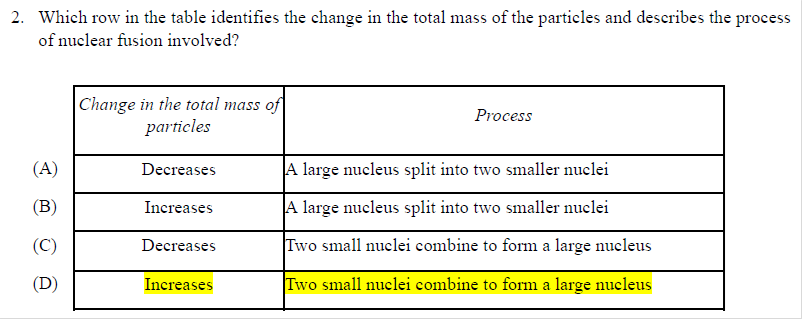 2. Which row in the table identifies the change in the total mass of the particles and describes the process
of nuclear fusion involved?
Change in the total mass of
particles
Process
(A) Decreases A large nucleus split into two smaller nuclei
(B) Increases A large nucleus split into two smaller nuclei
(C) Decreases Two small nuclei combine to form a large nucleus
(D) Increases Two small nuclei combine to form a large nucleus